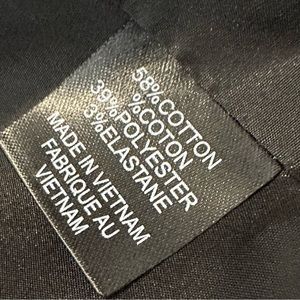 58%COTTON
%COTON
39%POLYESTER
3%ELASTANE
MADE IN VIETNAM
FABRIQUE AU
VIETNAM